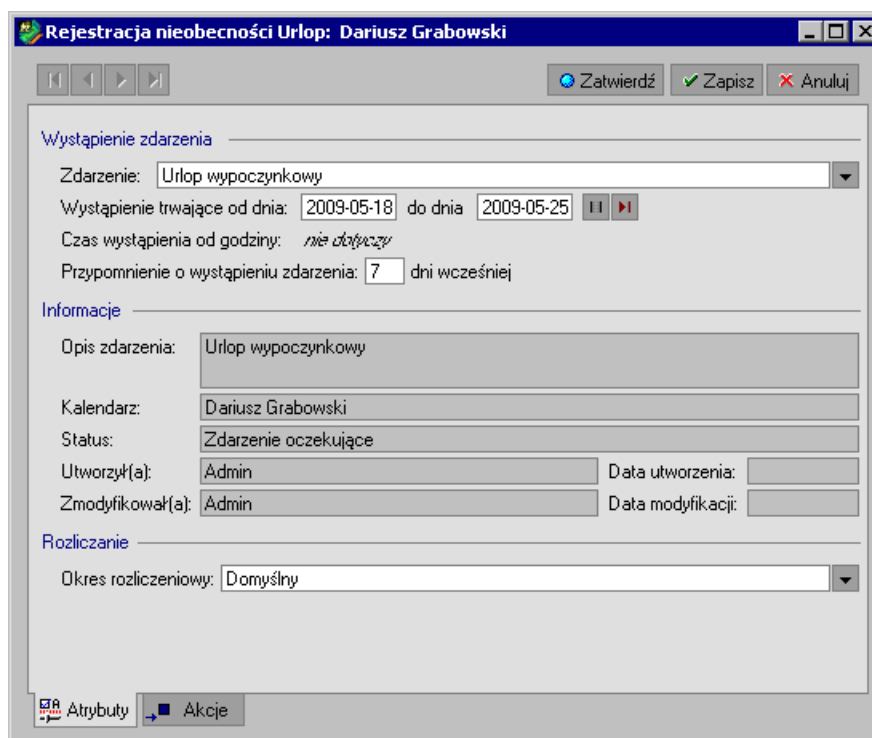 Rejestracja nieobecności Urlop: Dariusz Grabowski
Zatwierdź Zapisz Anuluj
Wystąpienie zdarzenia
Zdarzenie: Urlop wypoczynkowy
Wystąpienie trwające od dnia: 2009-05-18 do dnia 2009-05-25
Czas wystąpienia od godziny: nie dotyczy
Przypomnienie o wystąpieniu zdarzenia: 7 dni wcześniej
Informacje
Opis zdarzenia: Urlop wypoczynkowy
Kalendarz: Dariusz Grabowski
Status: Zdarzenie oczekujące
Utworzył(a): Admin Data utworzenia:
Zmodyfikował(a): Admin Data modyfikacji:
Rozliczanie
Okres rozliczeniowy: Domyślny
Atrybuty Akcje